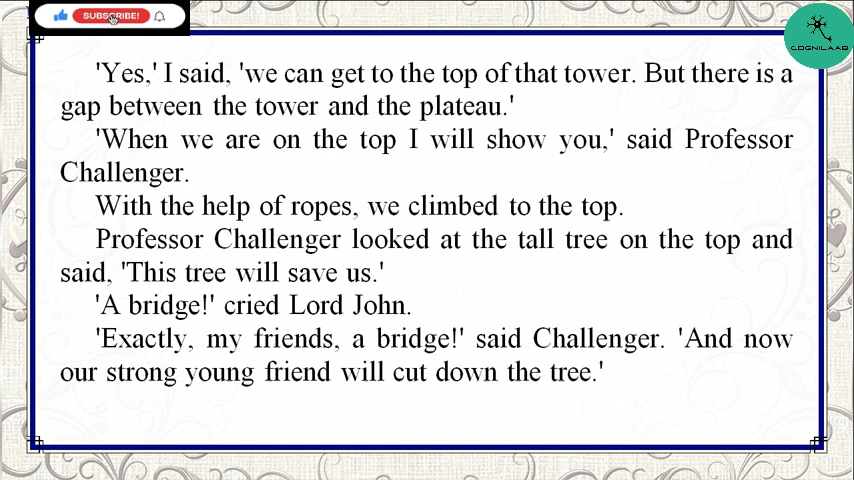 SUBSCRIBE!
COGNILAAB
'Yes,' I said, 'we can get to the top of that tower. But there is a
gap between the tower and the plateau.'
'When we are on the top I will show you,' said Professor
Challenger.
With the help of ropes, we climbed to the top.
Professor Challenger looked at the tall tree on the top and
said, 'This tree will save us.'
'A bridge!' cried Lord John.
'Exactly, my friends, a bridge!' said Challenger. 'And now
our strong young friend will cut down the tree.'